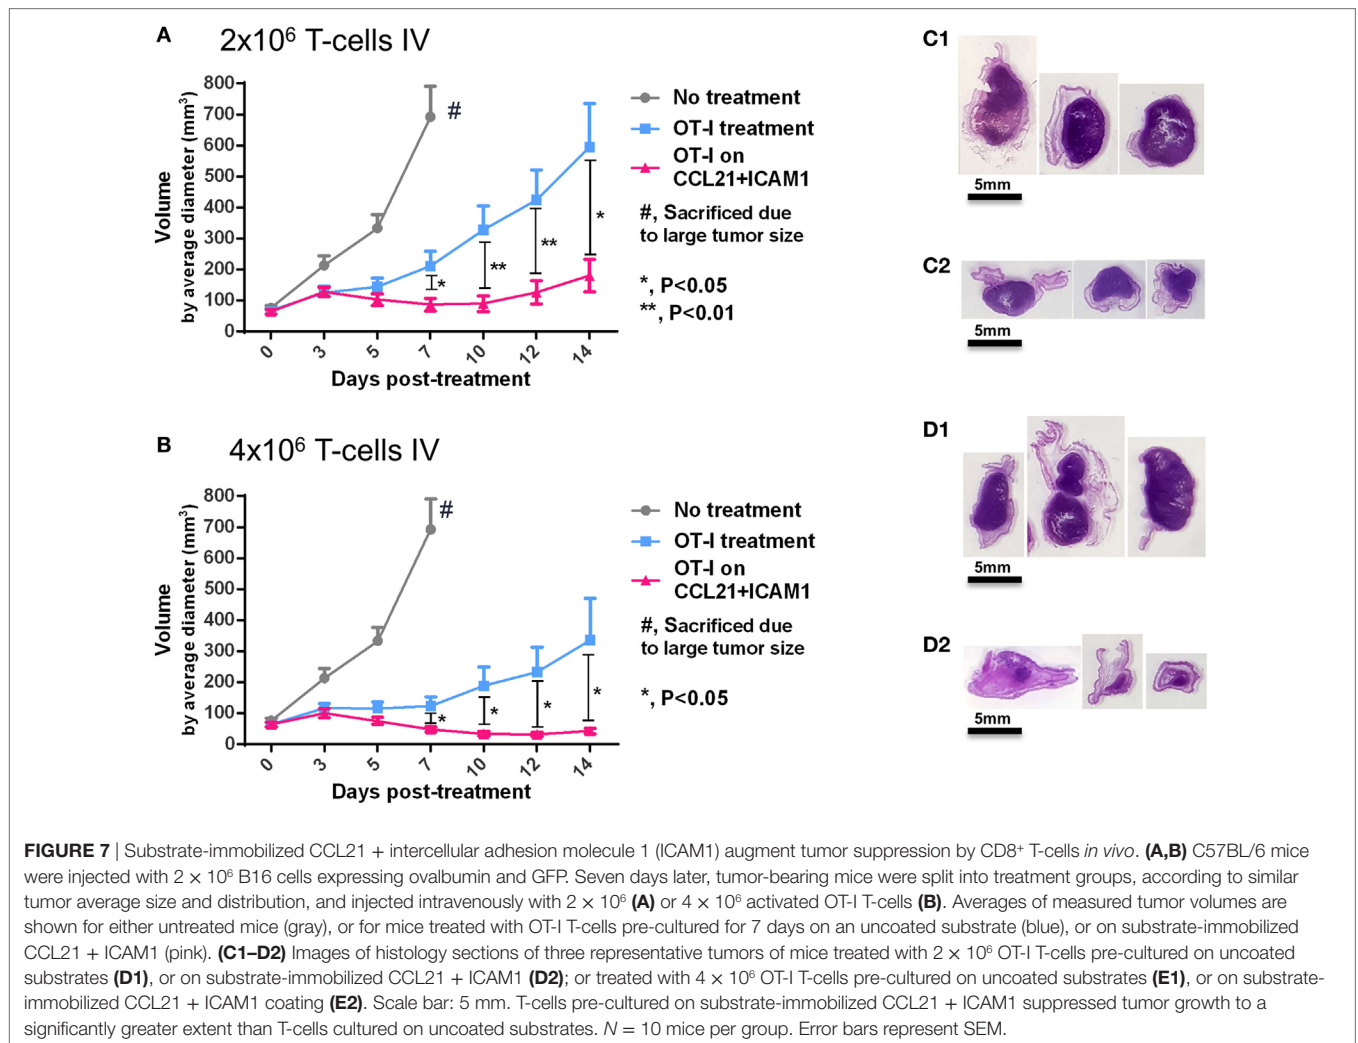 A 2x10⁶ T-cells IV
Volume
by average diameter (mm³)
800
700
600
500
400
300
200
100
0
0 3 5 7 10 12 14
Days post-treatment
#
*
**
**
*
No treatment
OT-I treatment
OT-I on
CCL21+ICAM1
#, Sacrificed due
to large tumor size
*, P<0.05
**, P<0.01
B 4x10⁶ T-cells IV
Volume
by average diameter (mm³)
800
700
600
500
400
300
200
100
0
0 3 5 7 10 12 14
Days post-treatment
#
*
*
*
*
No treatment
OT-I treatment
OT-I on
CCL21+ICAM1
#, Sacrificed due
to large tumor size
*, P<0.05
C1
5mm
C2
5mm
D1
5mm
D2
5mm
FIGURE 7 | Substrate-immobilized CCL21 + intercellular adhesion molecule 1 (ICAM1) augment tumor suppression by CD8⁺ T-cells in vivo. (A,B) C57BL/6 mice
were injected with 2 × 10⁶ B16 cells expressing ovalbumin and GFP. Seven days later, tumor-bearing mice were split into treatment groups, according to similar
tumor average size and distribution, and injected intravenously with 2 × 10⁶ (A) or 4 × 10⁶ activated OT-I T-cells (B). Averages of measured tumor volumes are
shown for either untreated mice (gray), or for mice treated with OT-I T-cells pre-cultured for 7 days on an uncoated substrate (blue), or on substrate-immobilized
CCL21 + ICAM1 (pink). (C1–D2) Images of histology sections of three representative tumors of mice treated with 2 × 10⁶ OT-I T-cells pre-cultured on uncoated
substrates (D1), or on substrate-immobilized CCL21 + ICAM1 (D2); or treated with 4 × 10⁶ OT-I T-cells pre-cultured on uncoated substrates (E1), or on substrate-
immobilized CCL21 + ICAM1 coating (E2). Scale bar: 5 mm. T-cells pre-cultured on substrate-immobilized CCL21 + ICAM1 suppressed tumor growth to a
significantly greater extent than T-cells cultured on uncoated substrates. N = 10 mice per group. Error bars represent SEM.